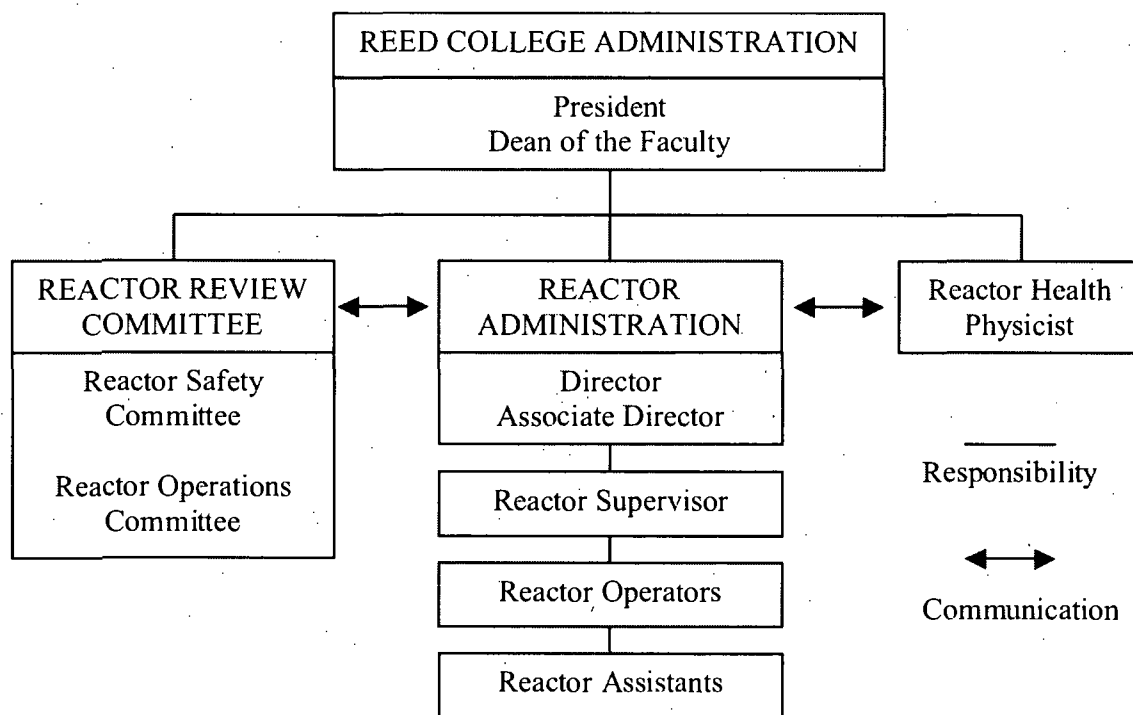 REED COLLEGE ADMINISTRATION
President
Dean of the Faculty
REACTOR REVIEW
COMMITTEE
Reactor Safety
Committee
Reactor Operations
Committee
REACTOR
ADMINISTRATION
Director
Associate Director
Reactor Supervisor
Reactor Operators
Reactor Assistants
Reactor Health
Physicist
Responsibility
Communication